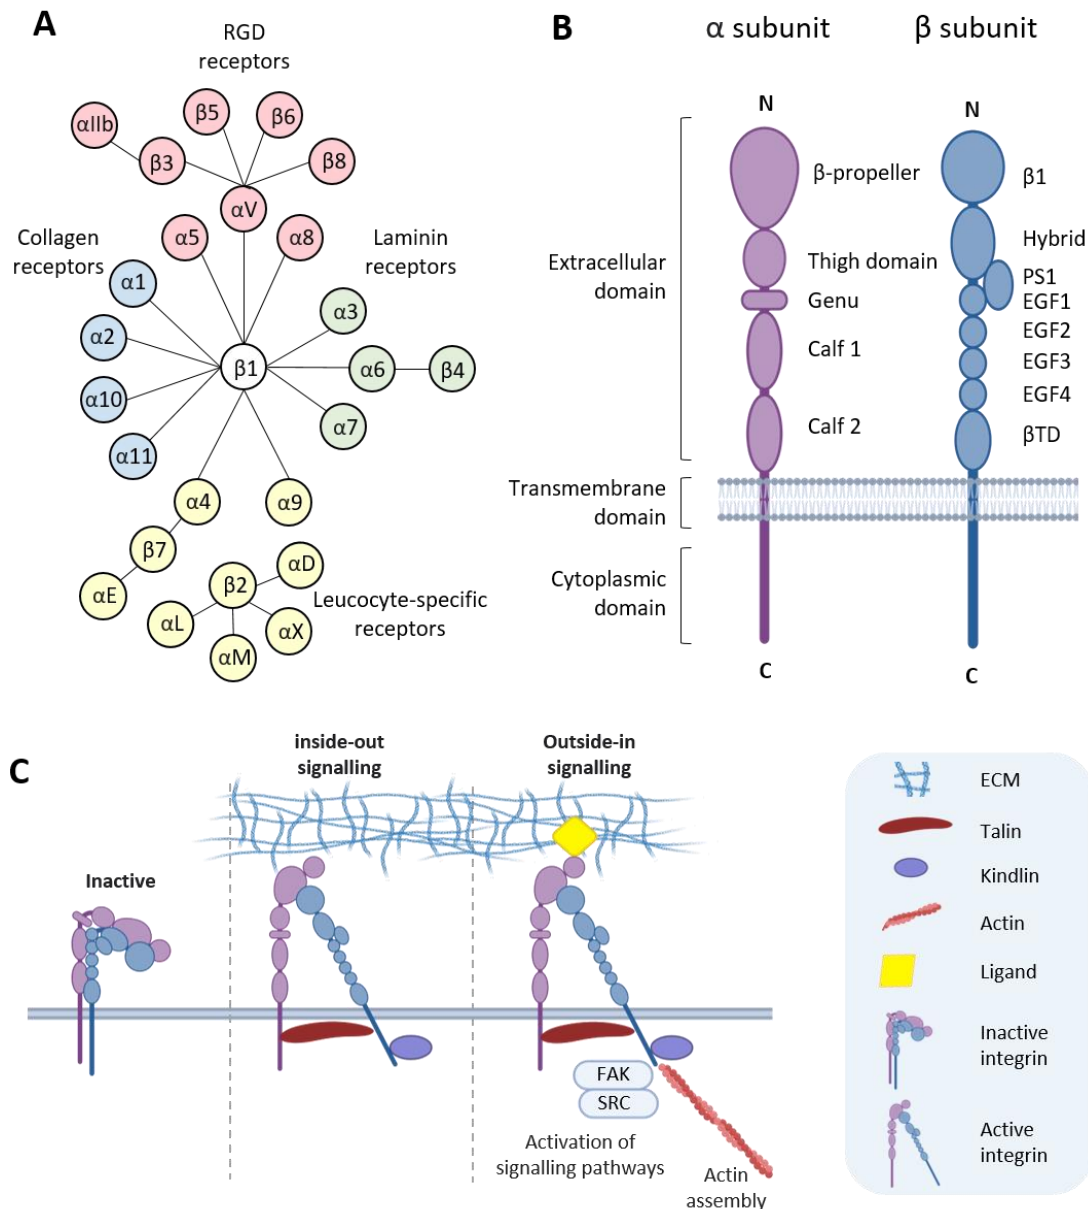 A
RGD
receptors
αIIb
β5
β6
β3
β8
αV
α5
α8
Collagen
receptors
Laminin
receptors
α1
α3
α2
β1
α6
β4
α10
α7
α11
α4
α9
β7
αD
β2
αE
Leucocyte-specific
receptors
αL
αX
αM
B
α subunit
β subunit
N
N
β-propeller
β1
Hybrid
Extracellular
domain
Thigh domain
PS1
Genu
EGF1
EGF2
Calf 1
EGF3
EGF4
Calf 2
βTD
Transmembrane
domain
Cytoplasmic
domain
C
C
C
inside-out
signalling
Outside-in
signalling
Inactive
FAK
SRC
Activation of
signalling pathways
Actin
assembly
ECM
Talin
Kindlin
Actin
Ligand
Inactive
integrin
Active
integrin